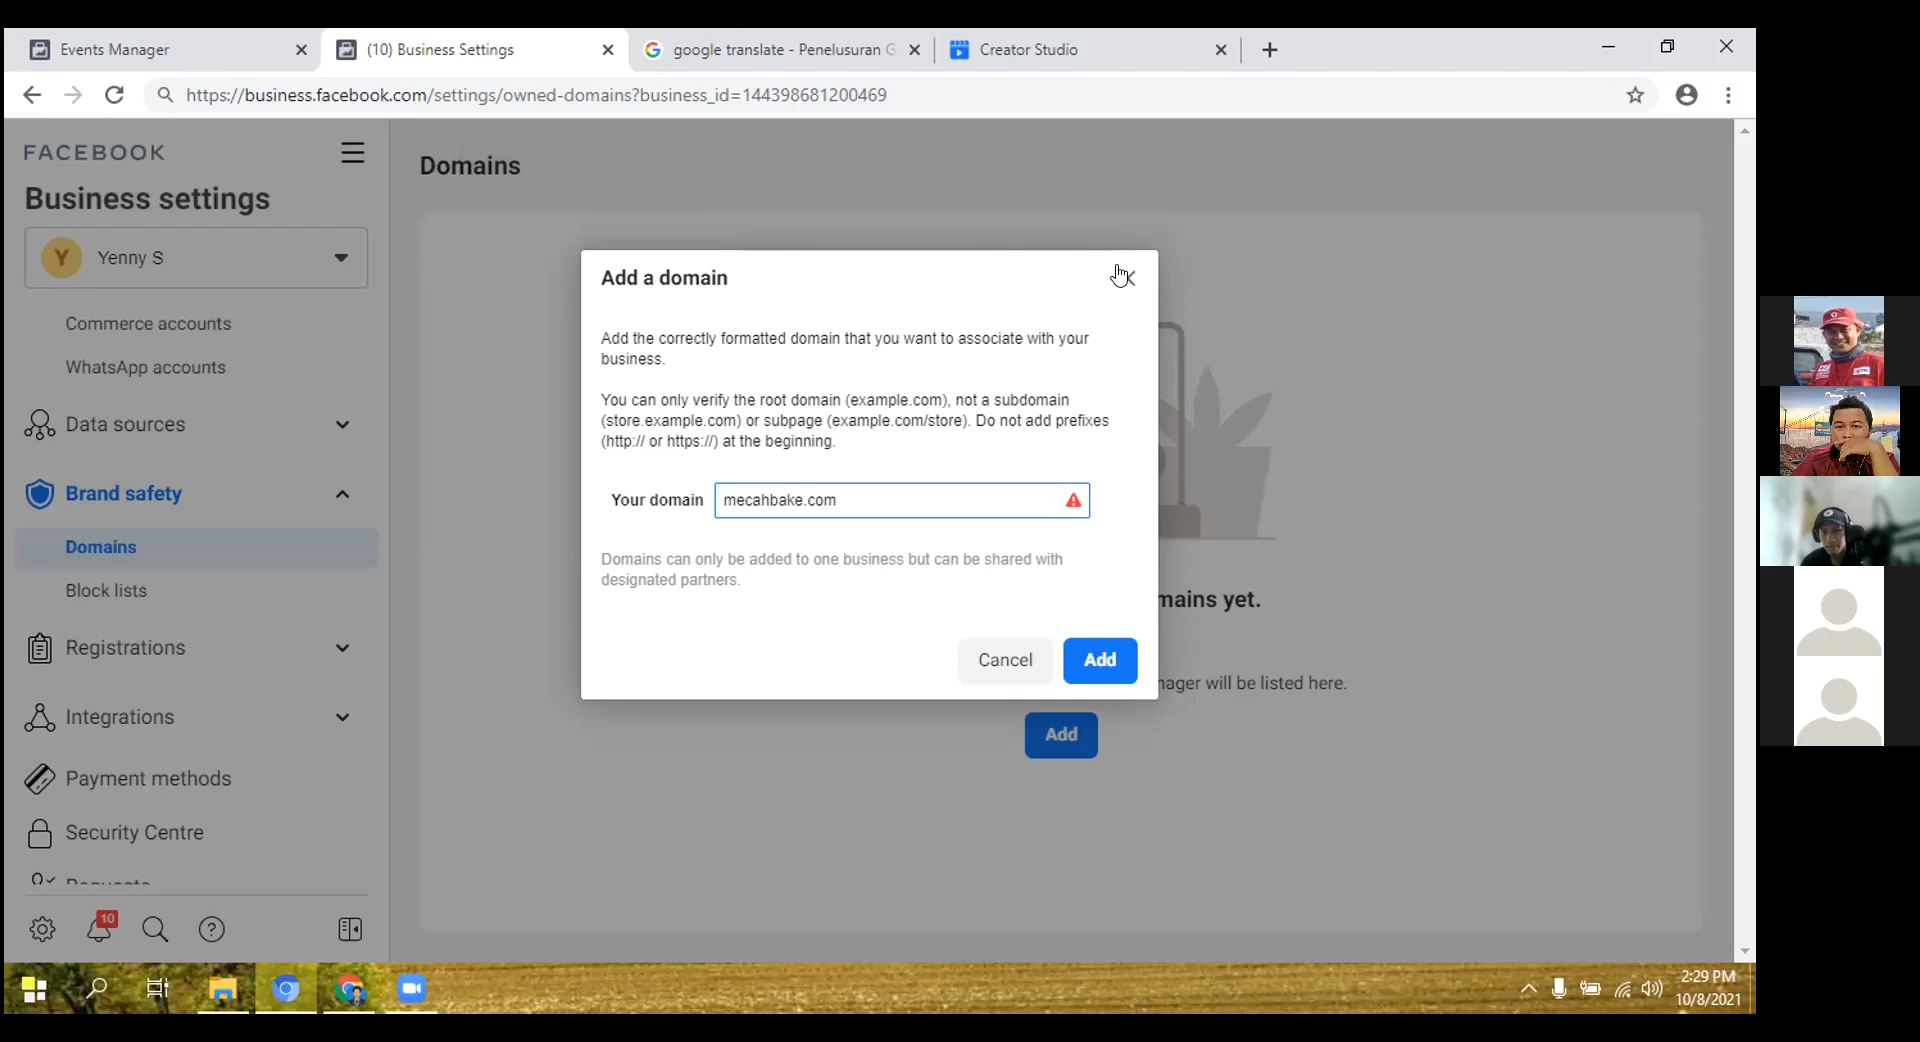 Events Manager
(10) Business Settings
google translate - Penelusuran G
Creator Studio
https://business.facebook.com/settings/owned-domains?business_id=144398681200469
FACEBOOK
Business settings
Y
Yenny S
Commerce accounts
WhatsApp accounts
Data sources
Brand safety
Domains
Block lists
Registrations
Integrations
Payment methods
Security Centre
Requests
10
Domains
Add a domain
Add the correctly formatted domain that you want to associate with your
business.
You can only verify the root domain (example.com), not a subdomain
(store.example.com) or subpage (example.com/store). Do not add prefixes
(http:// or https://) at the beginning.
Your domain
mecahbake.com
Domains can only be added to one business but can be shared with
designated partners.
Cancel
Add
mains yet.
nager will be listed here.
Add
2:29 PM
10/8/2021